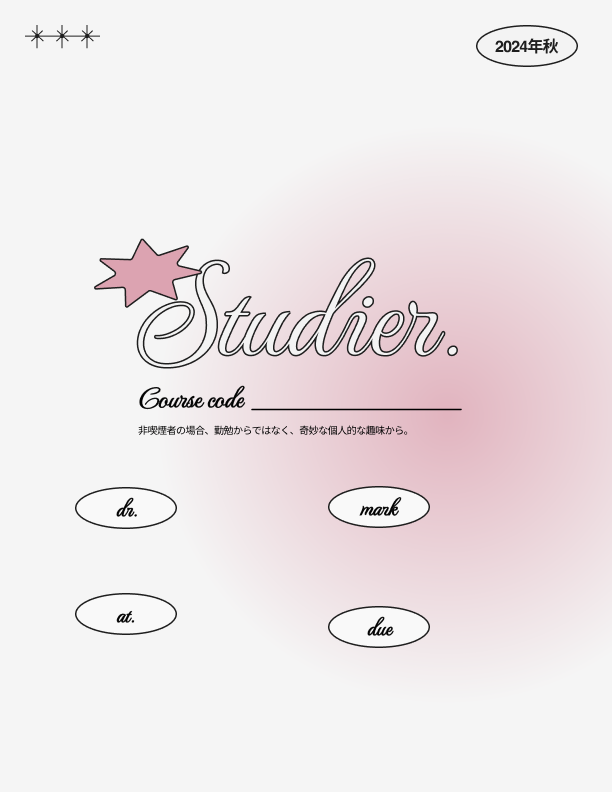 2024年秋
Studier.
Course code
非喫煙者の場合、勤勉からではなく、奇妙な個人的な趣味から。
dr.
mark
at.
due